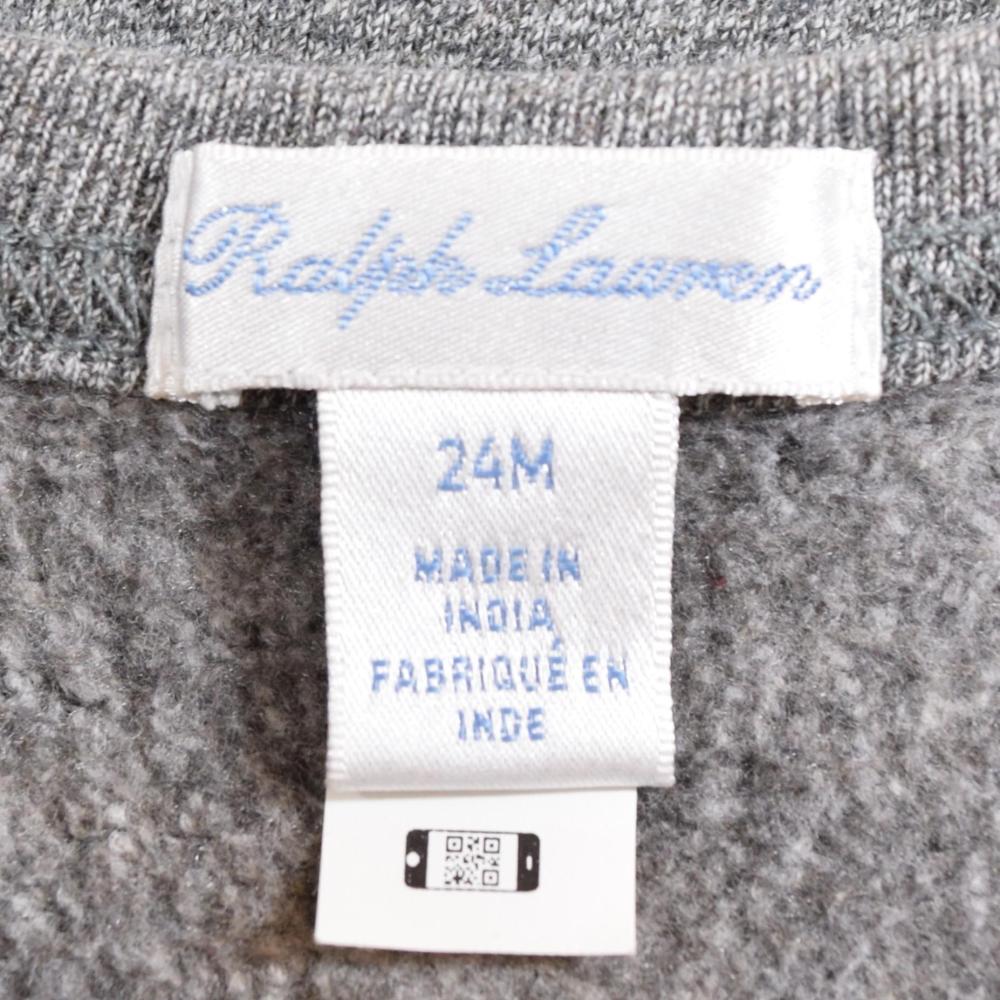 Ralph Lauren
24M
MADE IN
INDIA,
FABRIQUÉ EN
INDE